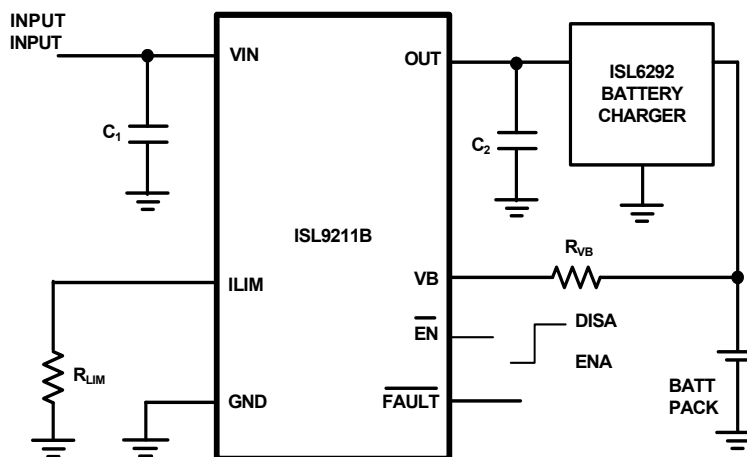 INPUT
INPUT
VIN
OUT
ISL6292
BATTERY
CHARGER
C1
C2
ISL9211B
RVB
ILIM
VB
EN
DISA
ENA
RLIM
GND
FAULT
BATT
PACK